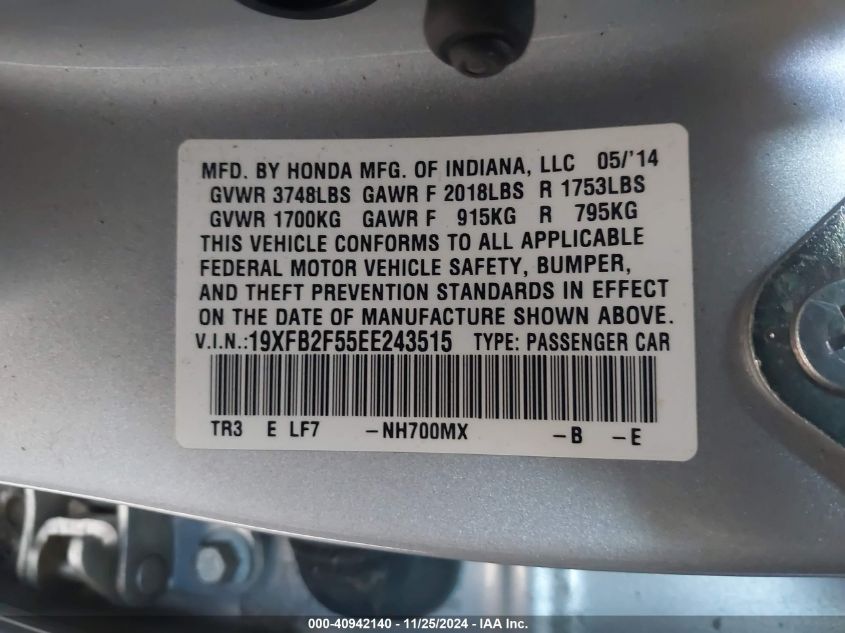 MFD. BY HONDA MFG. OF INDIANA, LLC 05/'14
GVWR 3748LBS GAWR F 2018LBS R 1753LBS
GVWR 1700KG GAWR F 915KG R 795KG
THIS VEHICLE CONFORMS TO ALL APPLICABLE
FEDERAL MOTOR VEHICLE SAFETY, BUMPER,
AND THEFT PREVENTION STANDARDS IN EFFECT
ON THE DATE OF MANUFACTURE SHOWN ABOVE.
V.I.N.:19XFB2F55EE243515 TYPE: PASSENGER CAR
TR3 E LF7 -NH700MX -B -E
000-40942140 - 11/25/2024 - IAA Inc.